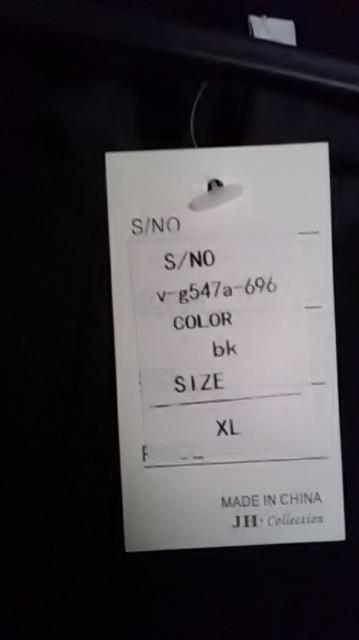 S/NO
S/NO
v-g547a-696
COLOR
bk
SIZE
XL
MADE IN CHINA
JH· Collection